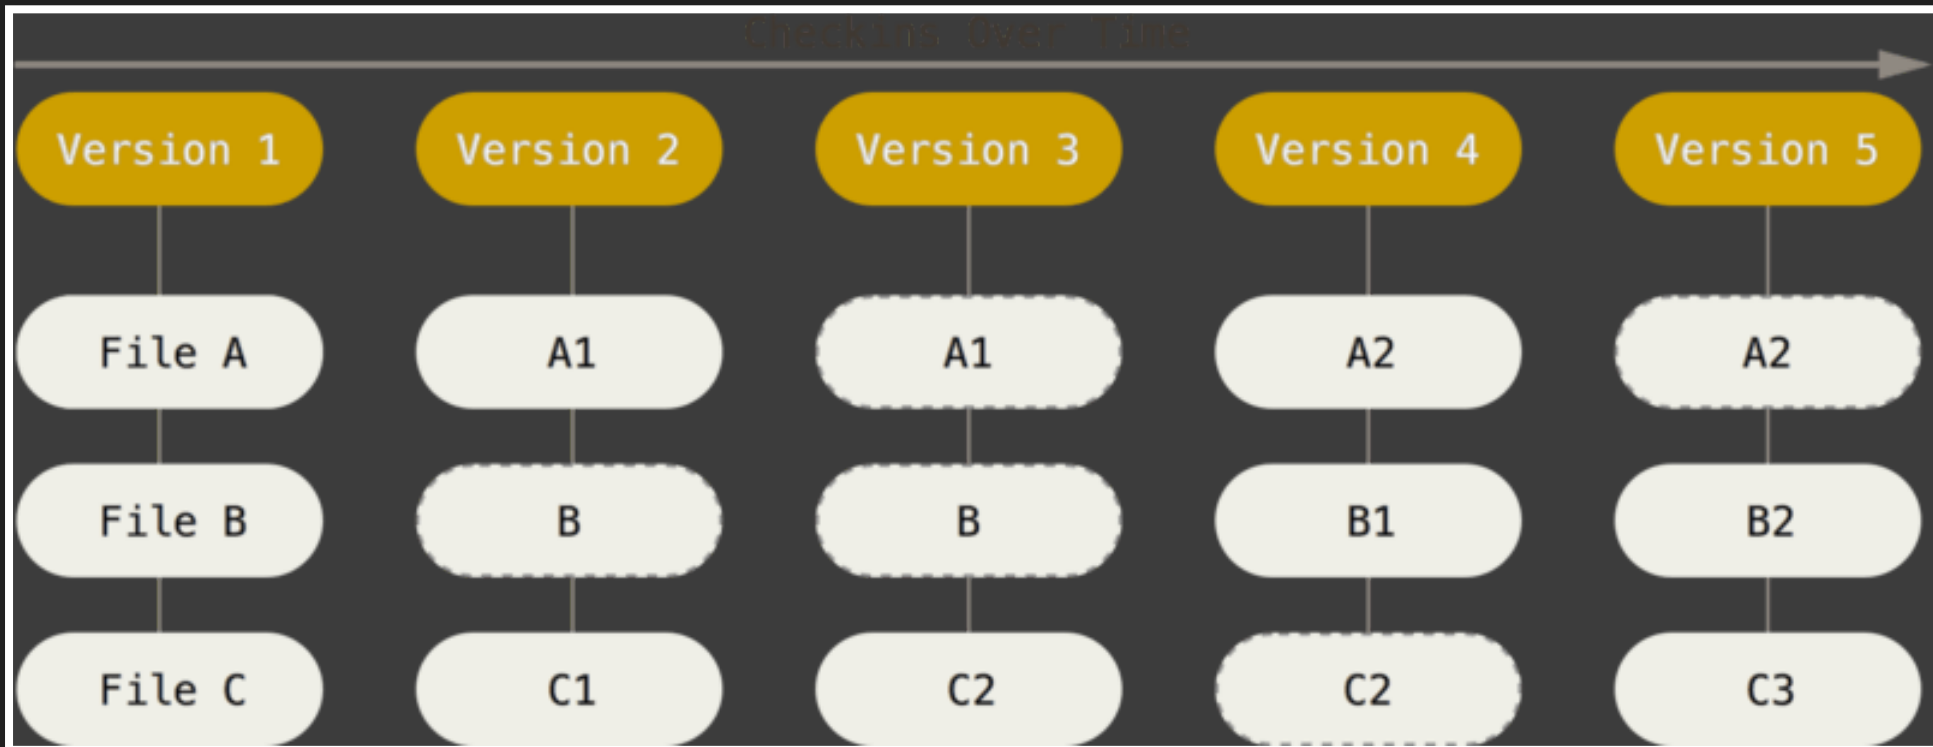 Checkins Over Time
Version 1 Version 2 Version 3 Version 4 Version 5
File A A1 A1 A2 A2
File B B B B1 B2
File C C1 C2 C2 C3